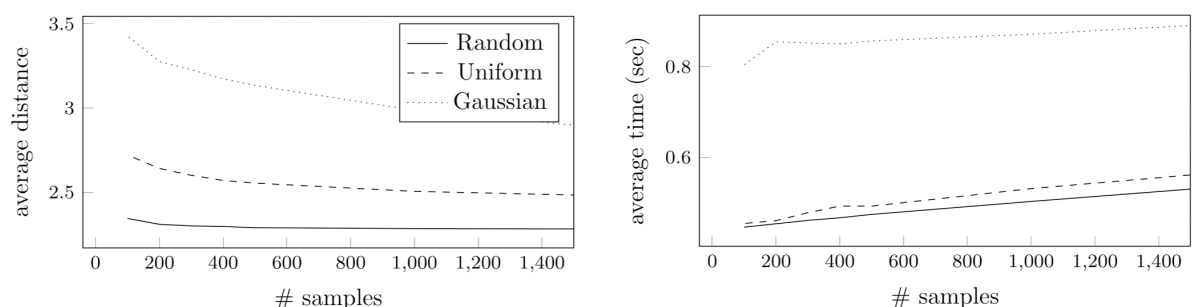 3.5
3
2.5
average distance
Random
Uniform
Gaussian
0 200 400 600 800 1,000 1,200 1,400
# samples
0.8
0.6
average time (sec)
0 200 400 600 800 1,000 1,200 1,400
# samples